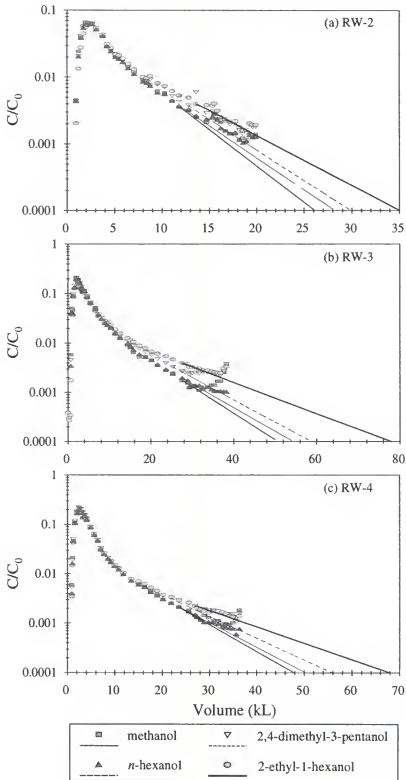 (a) RW-2
C/C0
0.1
0.01
0.001
0.0001
0 5 10 15 20 25 30 35
(b) RW-3
C/C0
1
0.1
0.01
0.001
0.0001
0 20 40 60 80
(c) RW-4
C/C0
1
0.1
0.01
0.001
0.0001
0 10 20 30 40 50 60 70
Volume (kL)
methanol
2,4-dimethyl-3-pentanol
n-hexanol
2-ethyl-1-hexanol